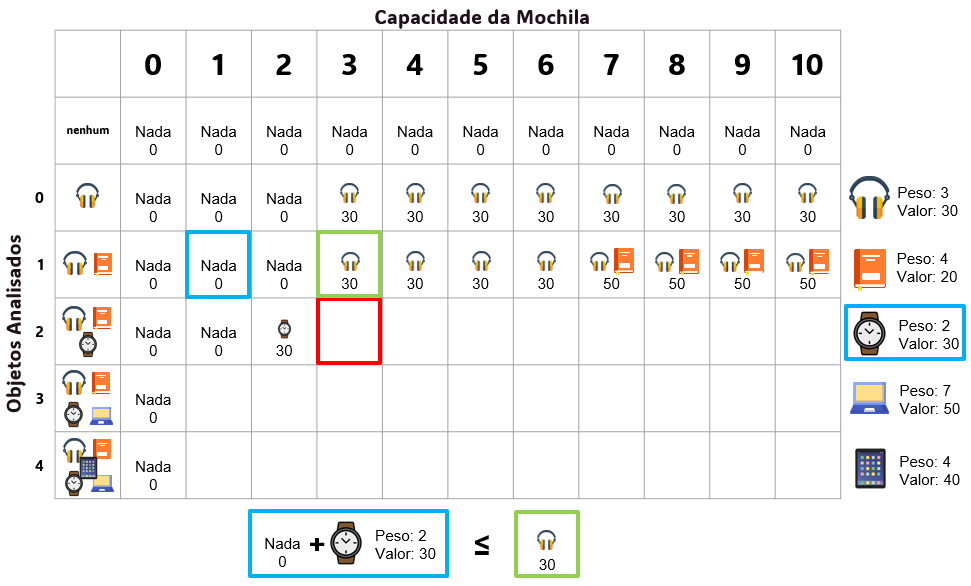 Capacidade da Mochila
0 1 2 3 4 5 6 7 8 9 10
nenhum Nada Nada Nada Nada Nada Nada Nada Nada Nada Nada Nada
0 0 0 0 0 0 0 0 0 0 0
Objetos Analisados
0 Nada Nada Nada
0 0 0 30 30 30 30 30 30 30 30
Peso: 3
Valor: 30
1 Nada Nada Nada
0 0 0 30 30 30 30 50 50 50 50
Peso: 4
Valor: 20
2 Nada Nada
0 0 30
Peso: 2
Valor: 30
3 Nada
0
Peso: 7
Valor: 50
4 Nada
0
Peso: 4
Valor: 40
Nada + Peso: 2 ≤
0 Valor: 30 30